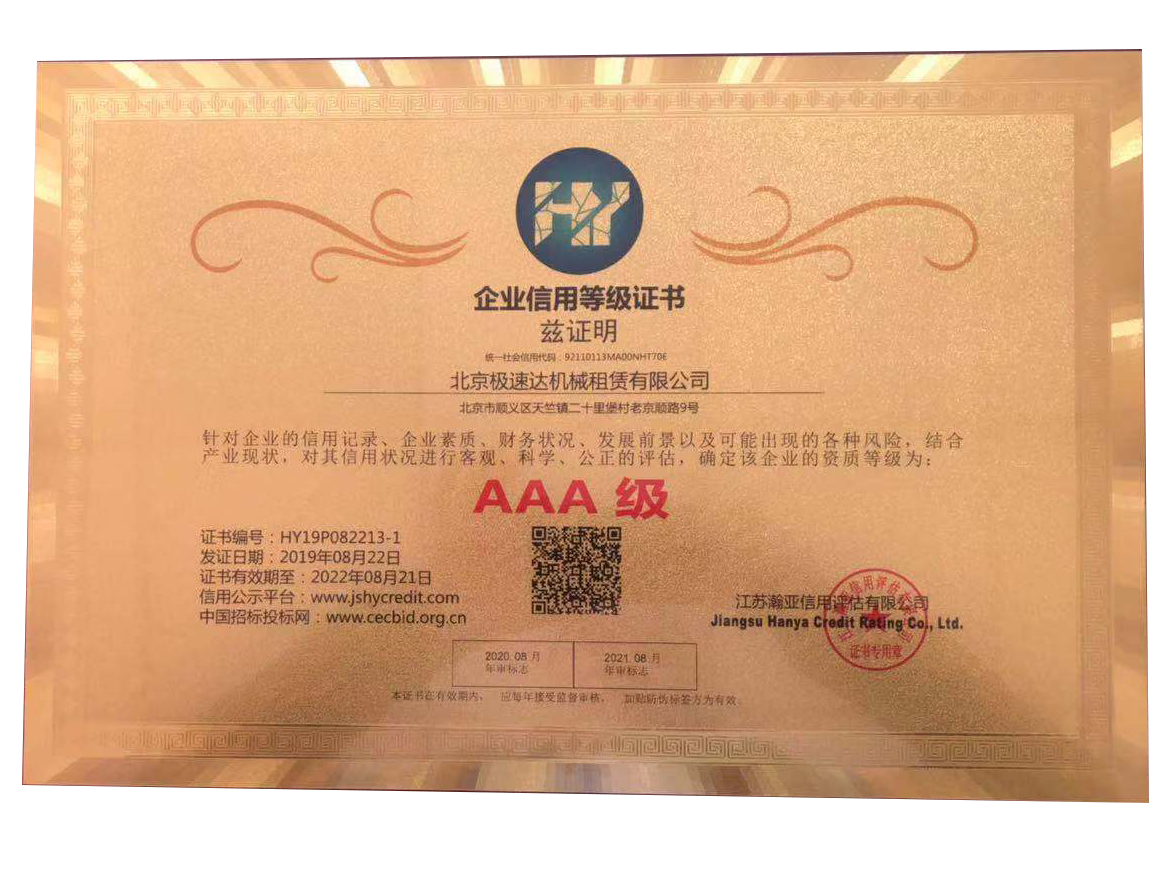 HY
企业信用等级证书
兹证明
统一社会信用代码：92110113MA00NHT70E
北京极速达机械租赁有限公司
北京市顺义区天竺镇二十里堡村老京顺路9号
针对企业的信用记录、企业素质、财务状况、发展前景以及可能出现的各种风险，结合
产业现状，对其信用状况进行客观、科学、公正的评估，确定该企业的资质等级为：
AAA 级
证书编号：HY19P082213-1
发证日期：2019年08月22日
证书有效期至：2022年08月21日
信用公示平台：www.jshycredit.com
中国招标投标网：www.cecbid.org.cn
江苏瀚亚信用评估有限公司
Jiangsu Hanya Credit Rating Co., Ltd.
证书专用章
2020.08月
年审标志
2021.08月
年审标志
本证书在有效期内， 应每年接受监督审核， 加贴防伪标签方为有效